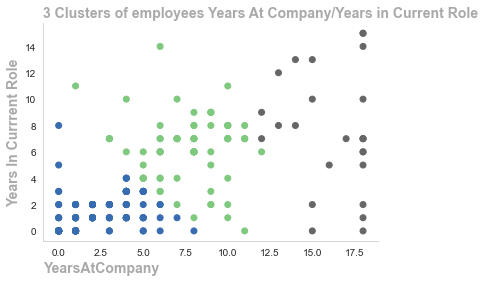 3 Clusters of employees Years At Company/Years in Current Role
Years In Currrent Role
14
12
10
8
6
4
2
0
0.0 2.5 5.0 7.5 10.0 12.5 15.0 17.5
YearsAtCompany